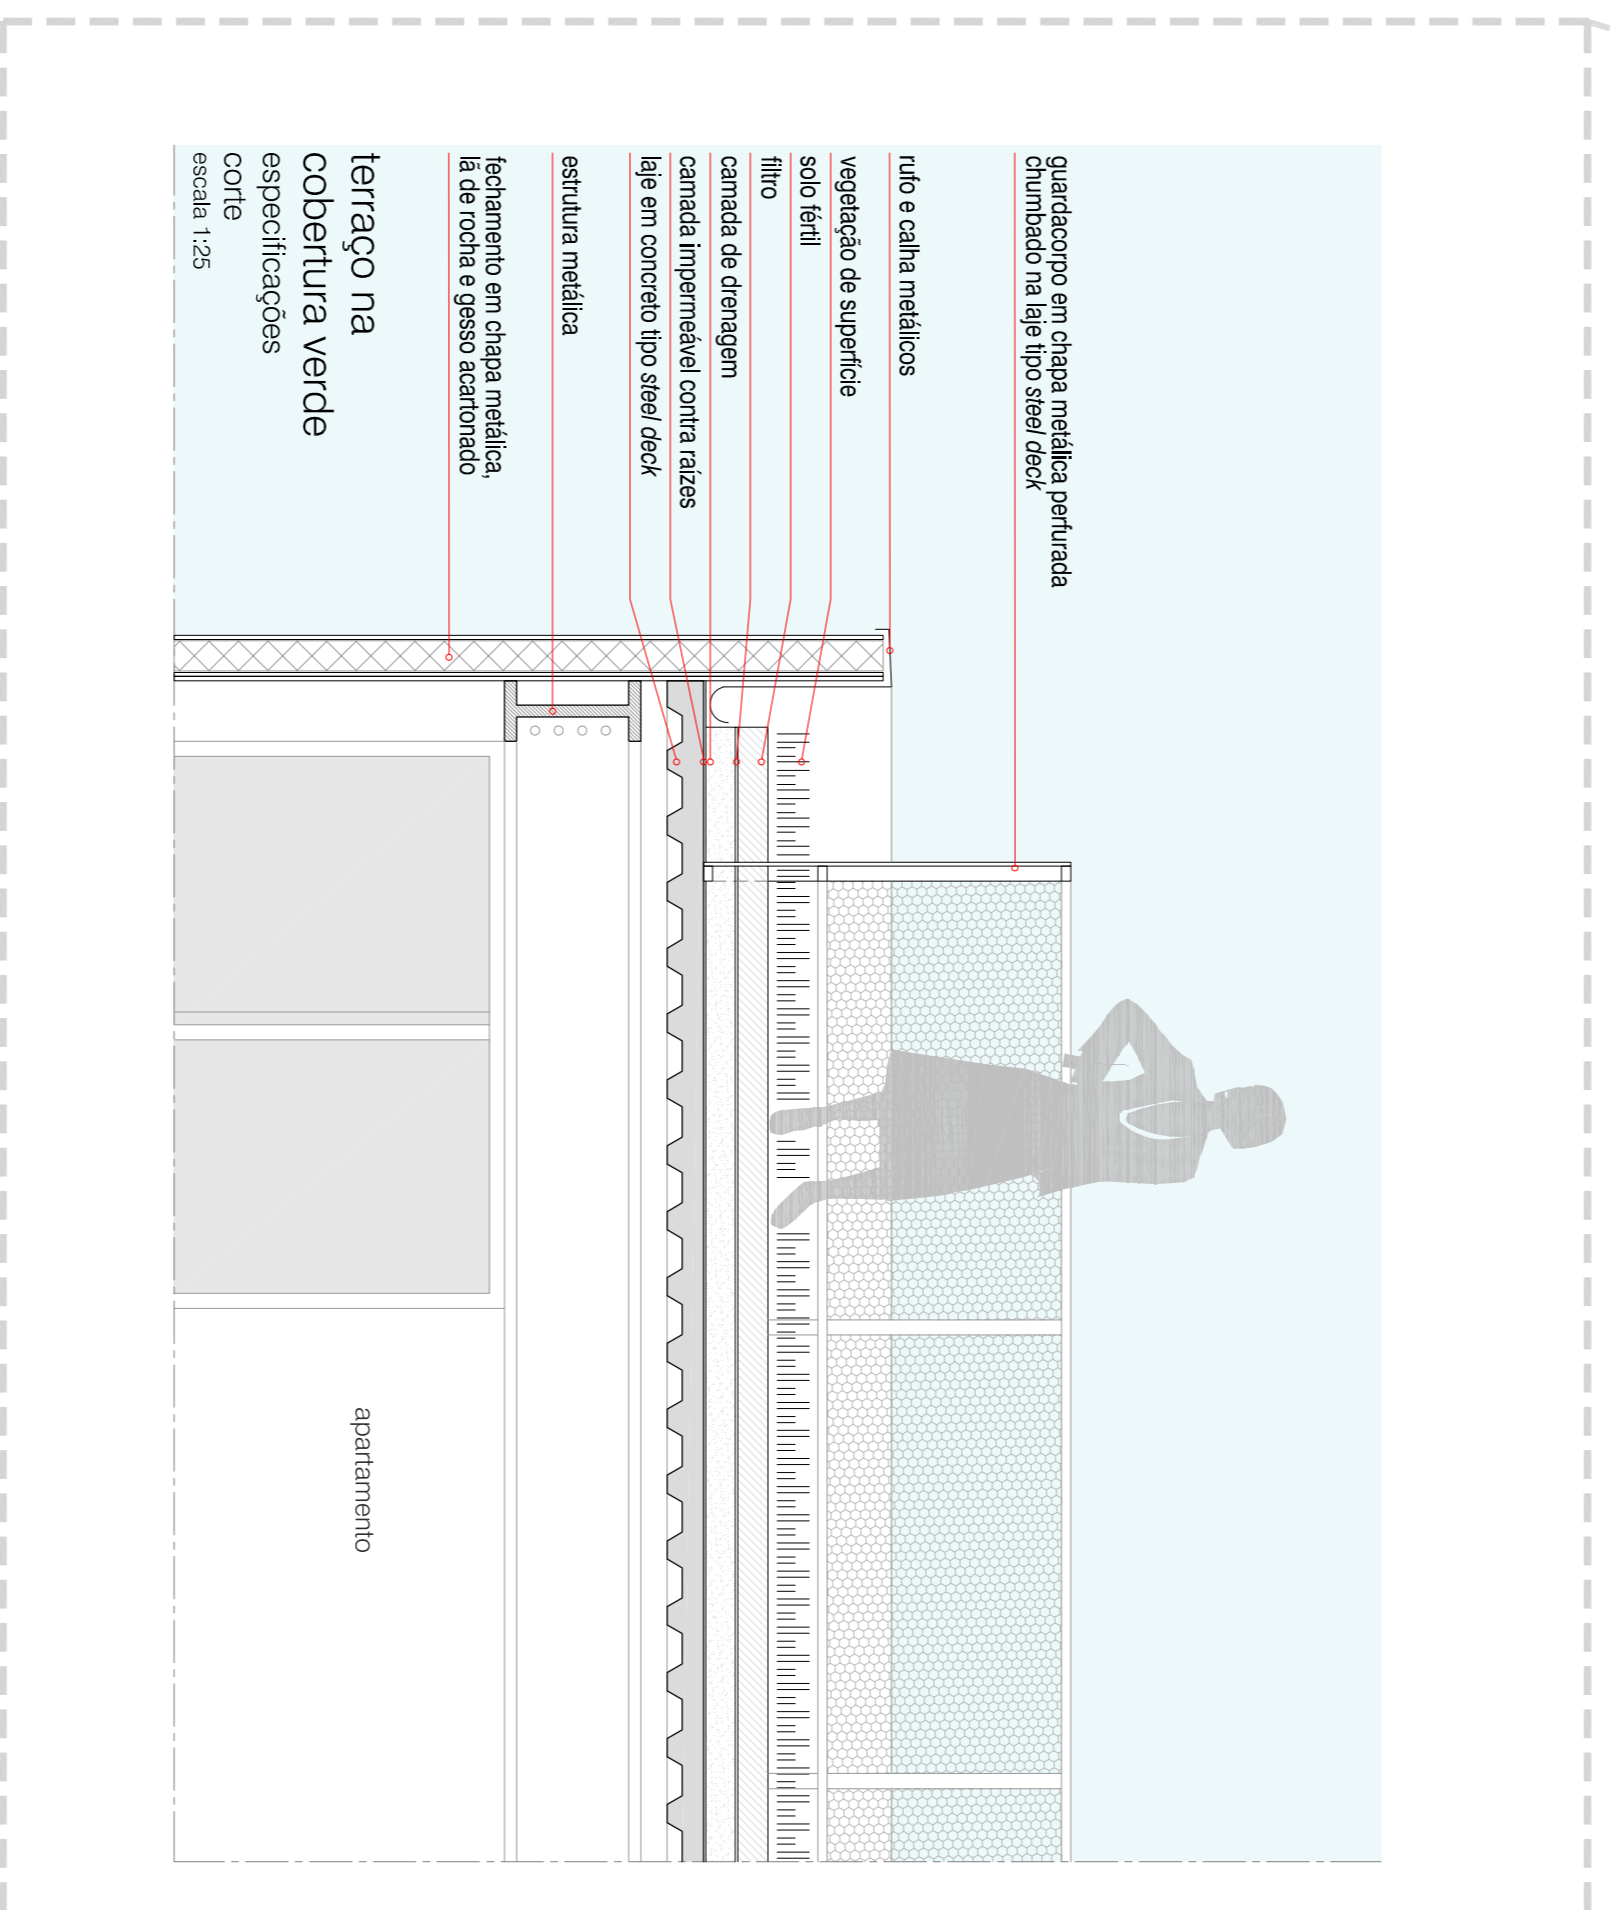 guardacorpo em chapa metálica perfurada
chumbado na laje tipo steel deck
rufo e calha metálicos
vegetação de superfície
solo fértil
filtro
camada de drenagem
camada impermeável contra raízes
laje em concreto tipo steel deck
estrutura metálica
fechamento em chapa metálica,
lã de rocha e gesso acartonado
terraço na
cobertura verde
especificações
corte
escala 1:25
apartamento